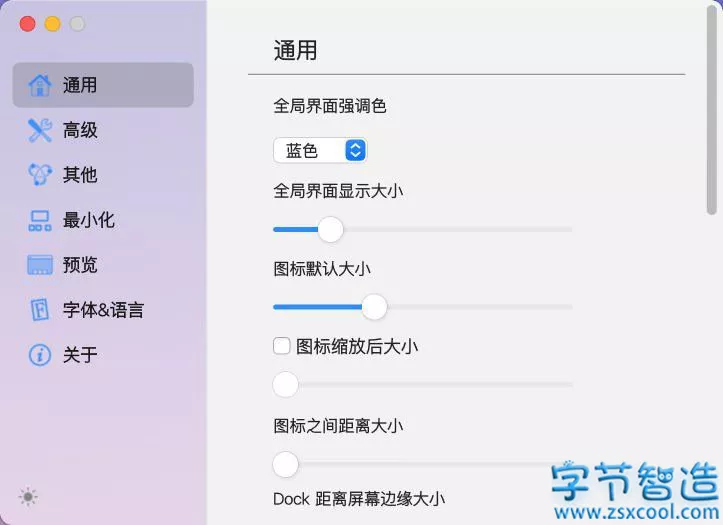 通用
高级
其他
最小化
预览
字体&语言
关于
通用
全局界面强调色
蓝色
全局界面显示大小
图标默认大小
图标缩放后大小
图标之间距离大小
Dock 距离屏幕边缘大小
字节智造
www.zsxcool.com